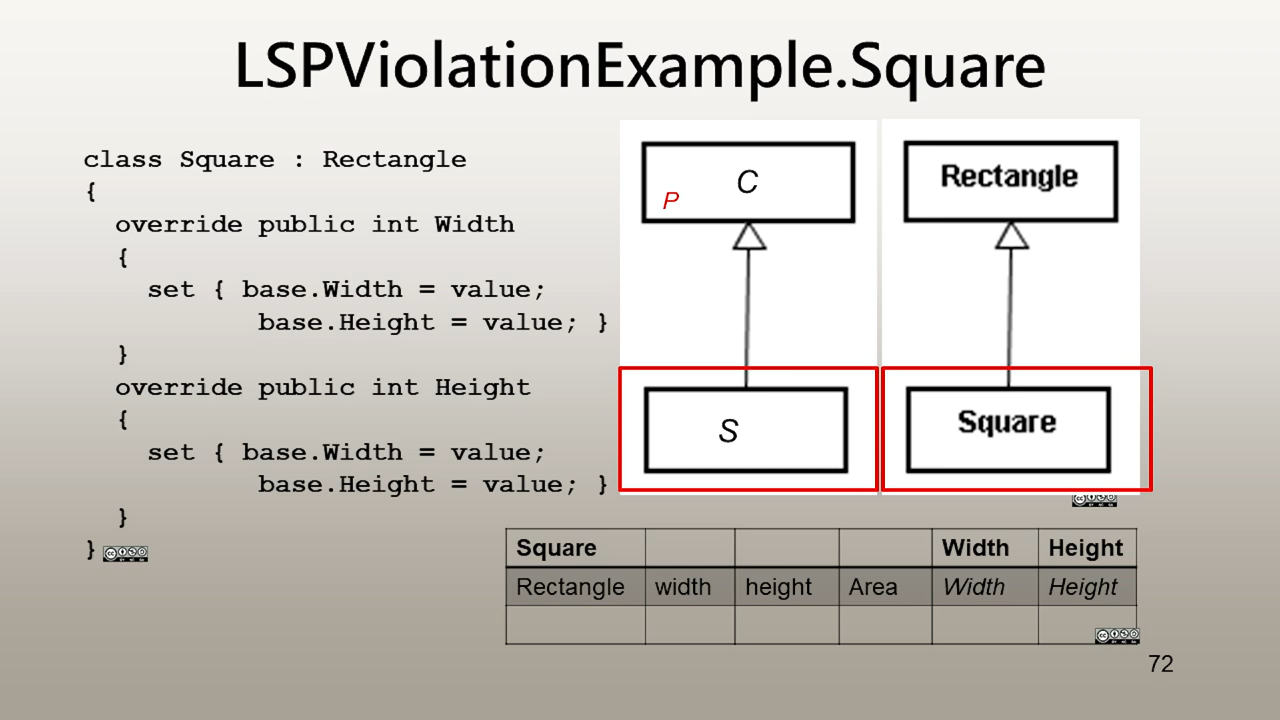 LSPViolationExample.Square
class Square : Rectangle
{
override public int Width
{
set { base.Width = value;
base.Height = value; }
}
override public int Height
{
set { base.Width = value;
base.Height = value; }
}
}
C
P
S
Rectangle
Square
Square Width Height
Rectangle width height Area Width Height
72